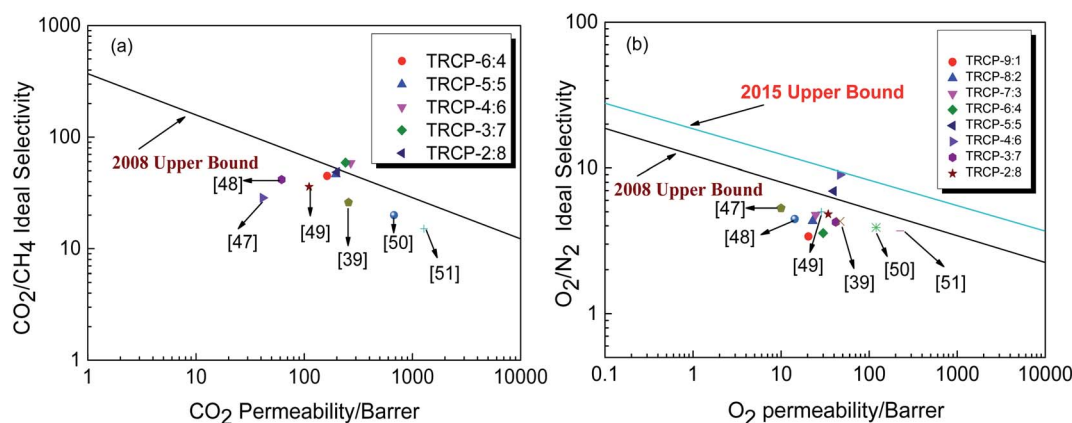 (a)
1000
100
10
1
1
10
100
1000
10000
CO2/CH4 Ideal Selectivity
CO2 Permeability/Barrer
TRCP-6:4
TRCP-5:5
TRCP-4:6
TRCP-3:7
TRCP-2:8
2008 Upper Bound
[48]
[47]
[49]
[39]
[50]
[51]
(b)
100
10
1
0.1
1
10
100
1000
10000
O2/N2 Ideal Selectivity
O2 permeability/Barrer
TRCP-9:1
TRCP-8:2
TRCP-7:3
TRCP-6:4
TRCP-5:5
TRCP-4:6
TRCP-3:7
TRCP-2:8
2015 Upper Bound
2008 Upper Bound
[47]
[48]
[49]
[39]
[50]
[51]